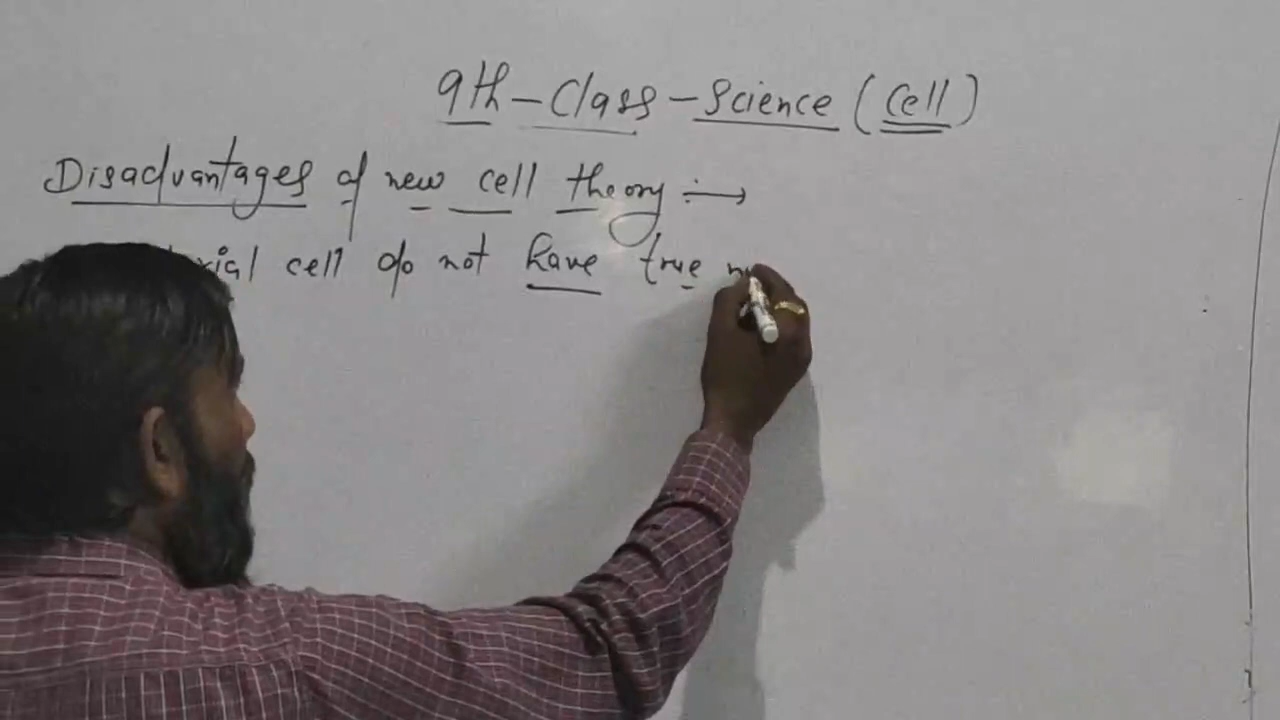 9th - Class - Science (Cell)
Disadvantages of new cell theory :→
cell do not have true